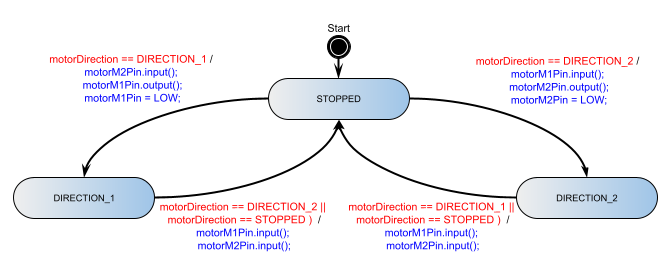 Start
motorDirection == DIRECTION_1 /
motorM2Pin.input();
motorM1Pin.output();
motorM1Pin = LOW;
motorDirection == DIRECTION_2 /
motorM1Pin.input();
motorM2Pin.output();
motorM2Pin = LOW;
STOPPED
DIRECTION_1
DIRECTION_2
motorDirection == DIRECTION_2 ||
motorDirection == STOPPED ) /
motorM1Pin.input();
motorM2Pin.input();
motorDirection == DIRECTION_1 ||
motorDirection == STOPPED ) /
motorM1Pin.input();
motorM2Pin.input();